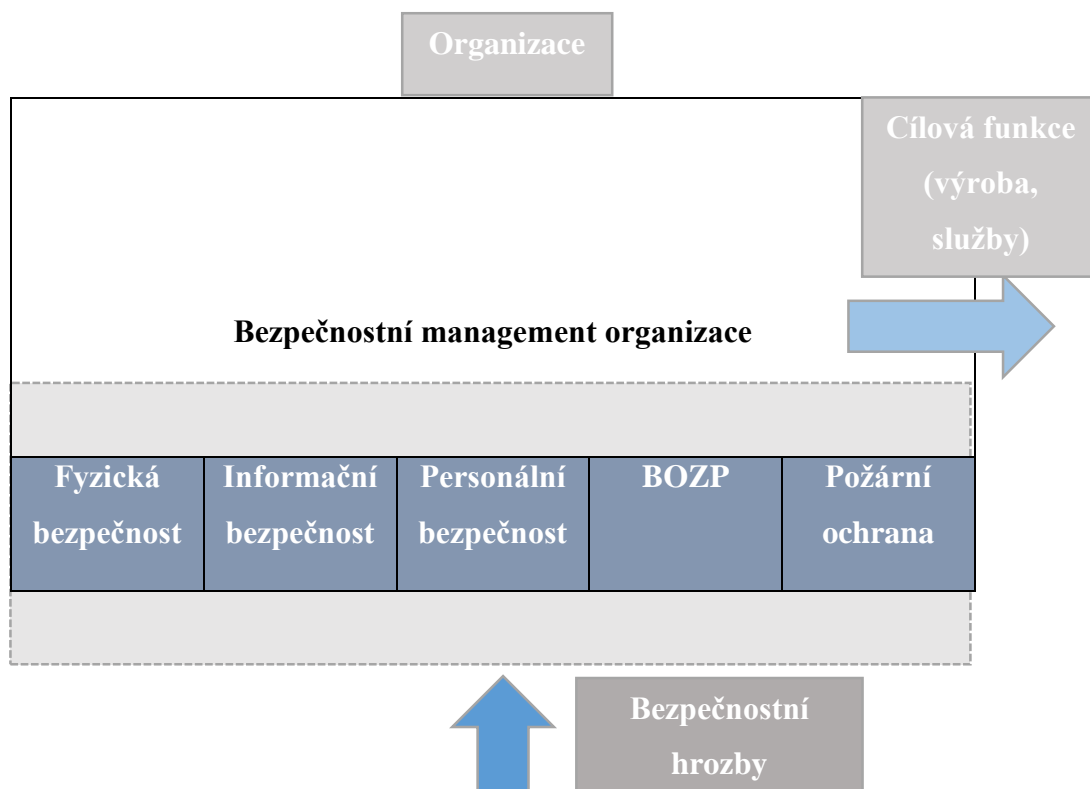 Organizace
Cílová funkce
(výroba,
služby)
Bezpečnostní management organizace
Fyzická
bezpečnost
Informační
bezpečnost
Personální
bezpečnost
BOZP
Požární
ochrana
Bezpečnostní
hrozby